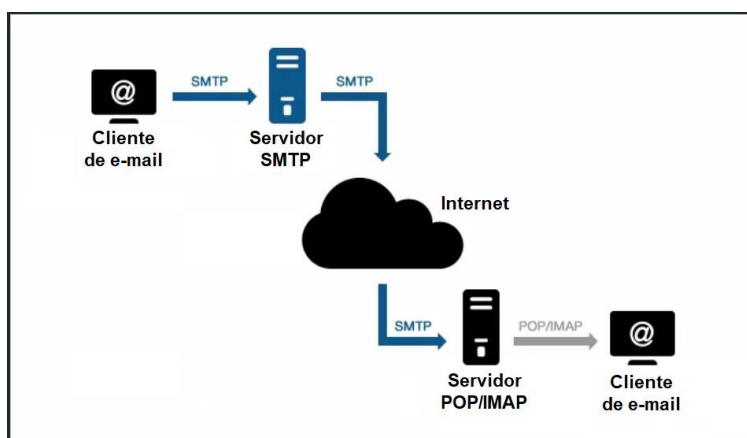 SMTP
SMTP
@
Cliente
de e-mail
Servidor
SMTP
Internet
SMTP
POP/IMAP
@
Servidor
POP/IMAP
Cliente
de e-mail